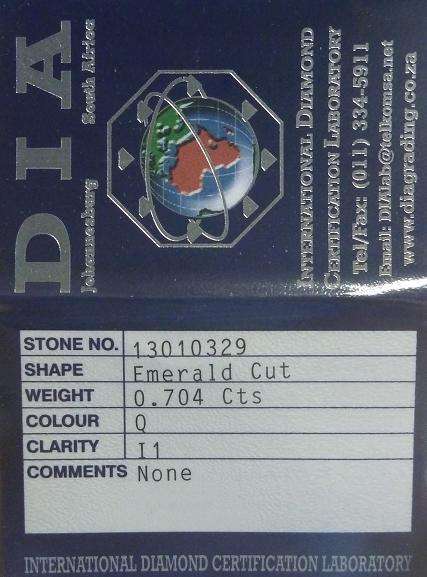 DIA
Johannesburg South Africa
INTERNATIONAL DIAMOND
CERTIFICATION LABORATORY
Tel/Fax: (011) 334-5911
Email: DIAlab@telkomsa.net
www.diagrading.co.za
STONE NO. 13010329
SHAPE Emerald Cut
WEIGHT 0.704 Cts
COLOUR Q
CLARITY I1
COMMENTS None
INTERNATIONAL DIAMOND CERTIFICATION LABORATORY